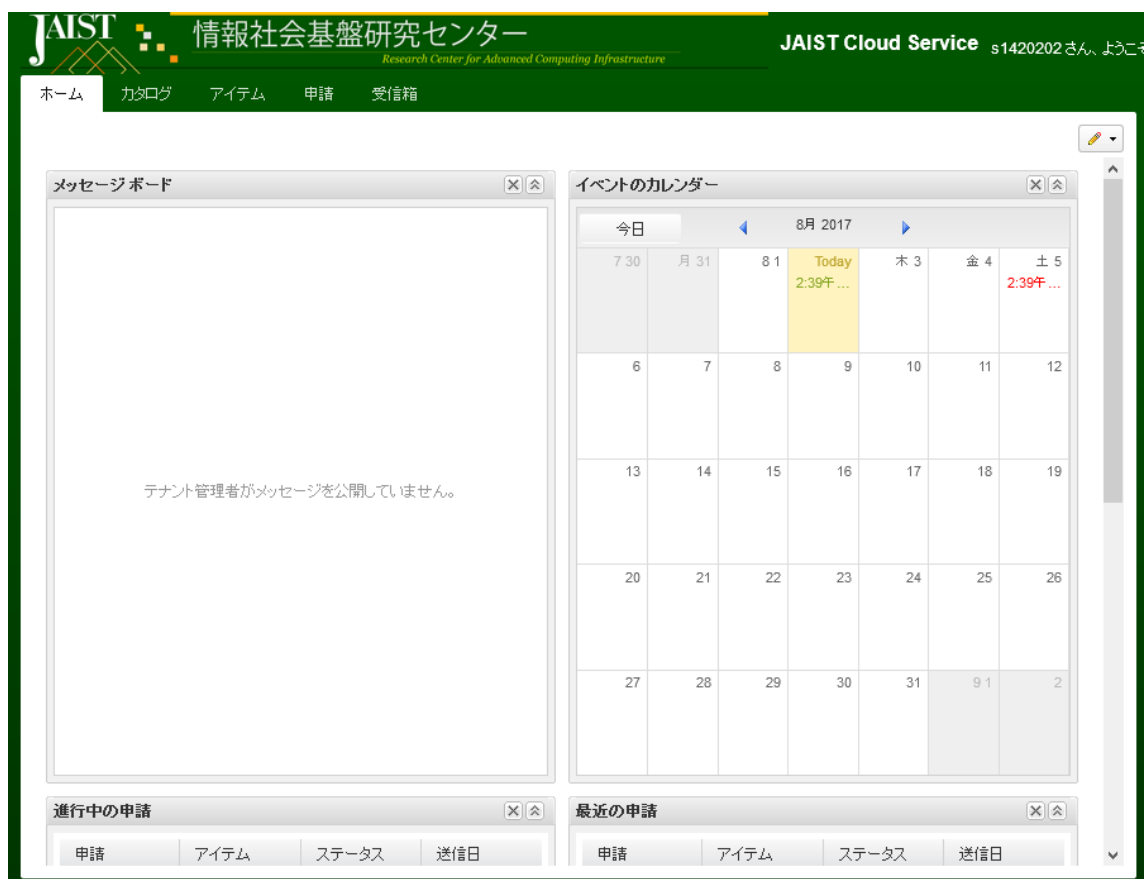 JAIST
情報社会基盤研究センター
Research Center for Advanced Computing Infrastructure
JAIST Cloud Service s1420202さん、ようこそ
ホーム カタログ アイテム 申請 受信箱
メッセージ ボード
テナント管理者がメッセージを公開していません。
イベントのカレンダー
今日 8月 2017
7 30 月 31 8 1 Today 木 3 金 4 土 5
2:39午 ... 2:39午 ...
6 7 8 9 10 11 12
13 14 15 16 17 18 19
20 21 22 23 24 25 26
27 28 29 30 31 9 1 2
進行中の申請
申請 アイテム ステータス 送信日
最近の申請
申請 アイテム ステータス 送信日